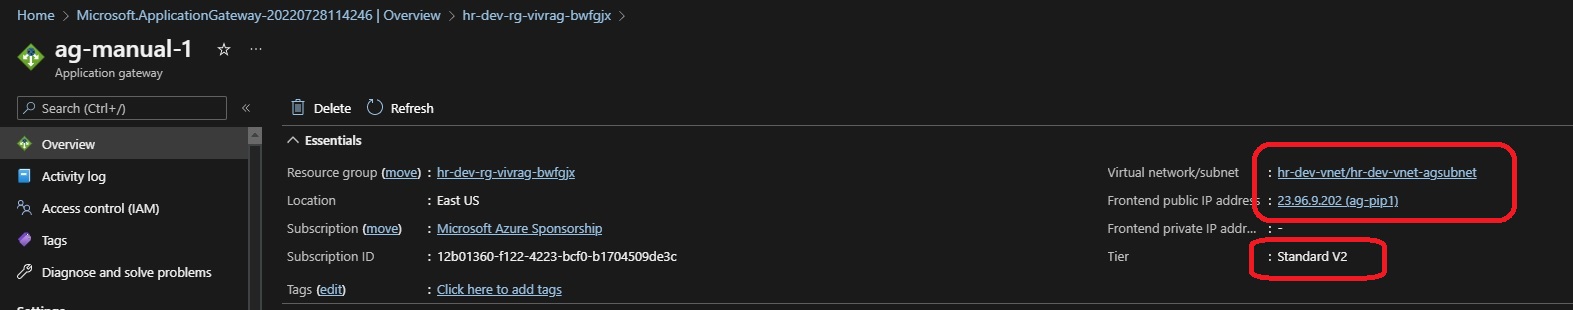 Home > Microsoft.ApplicationGateway-20220728114246 | Overview > hr-dev-rg-vivrag-bwfgjx >
ag-manual-1
Application gateway
Search (Ctrl+/)
Delete Refresh
Overview
Activity log
Access control (IAM)
Tags
Diagnose and solve problems
Settings
Essentials
Resource group (move) : hr-dev-rg-vivrag-bwfgjx
Location : East US
Subscription (move) : Microsoft Azure Sponsorship
Subscription ID : 12b01360-f122-4223-bcf0-b1704509de3c
Tags (edit) : Click here to add tags
Virtual network/subnet : hr-dev-vnet/hr-dev-vnet-agsubnet
Frontend public IP address : 23.96.9.202 (ag-pip1)
Frontend private IP addr... : -
Tier : Standard V2